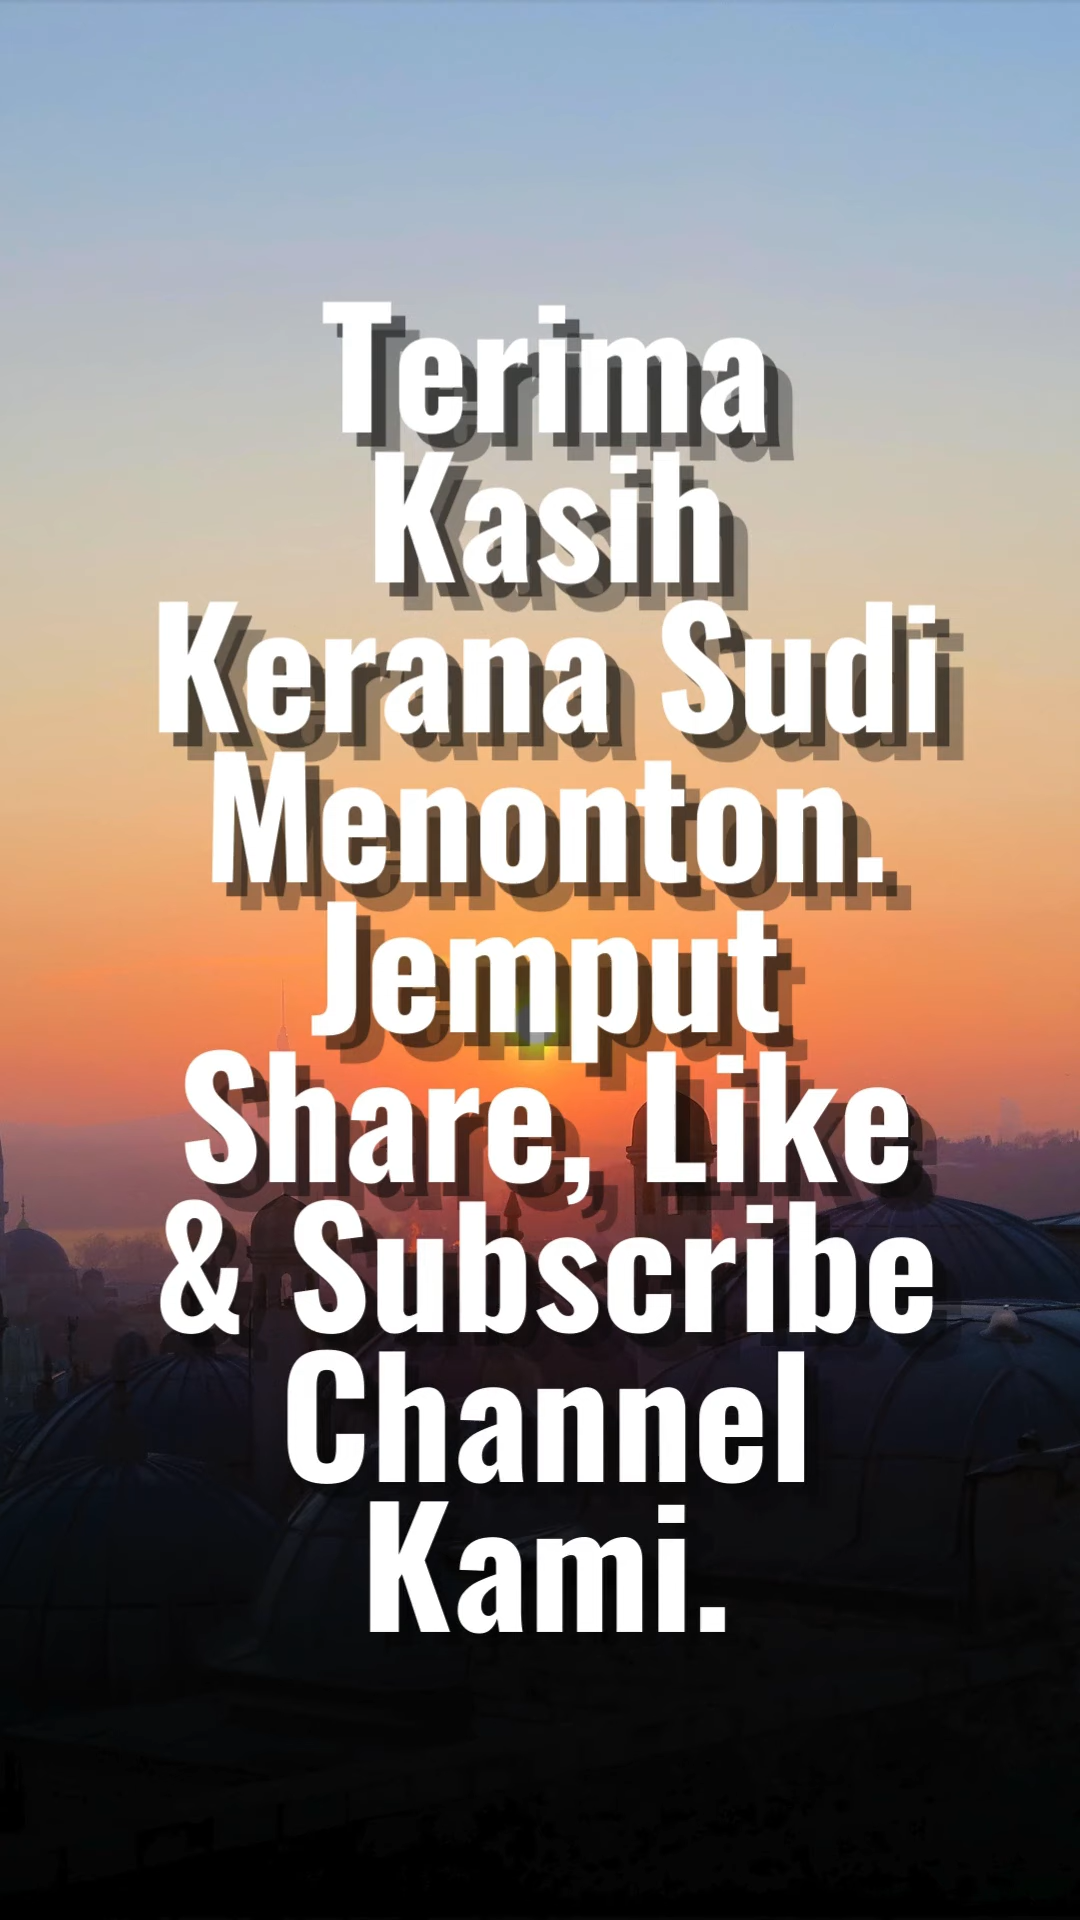 Terima
Kasih
Kerana Sudi
Menonton.
Jemput
Share, Like
& Subscribe
Channel
Kami.